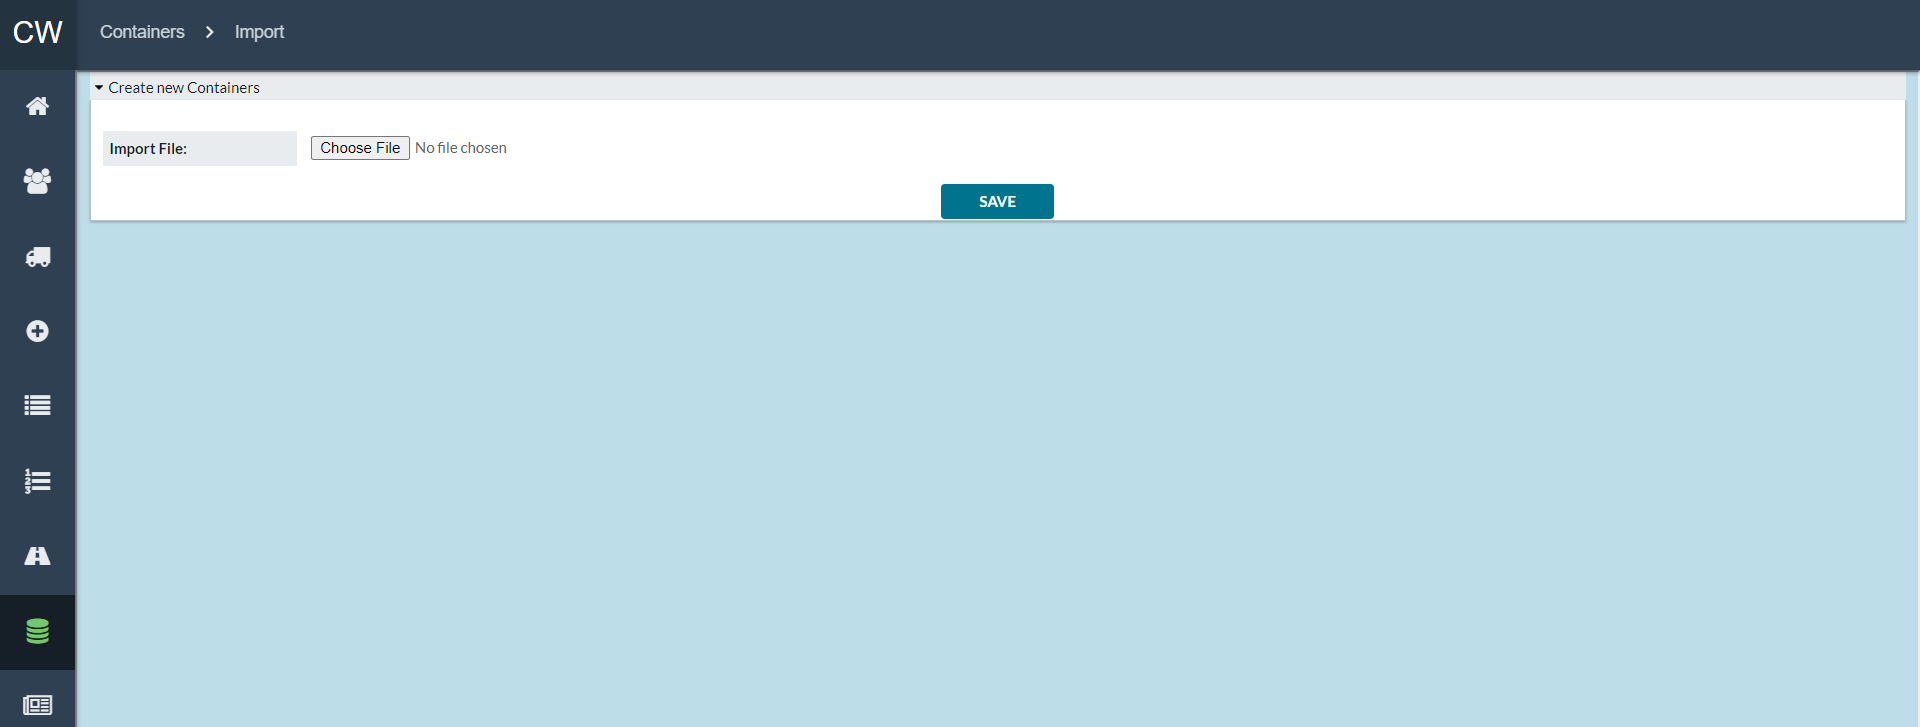 CW
Containers
Import
Create new Containers
Import File:
Choose File No file chosen
SAVE